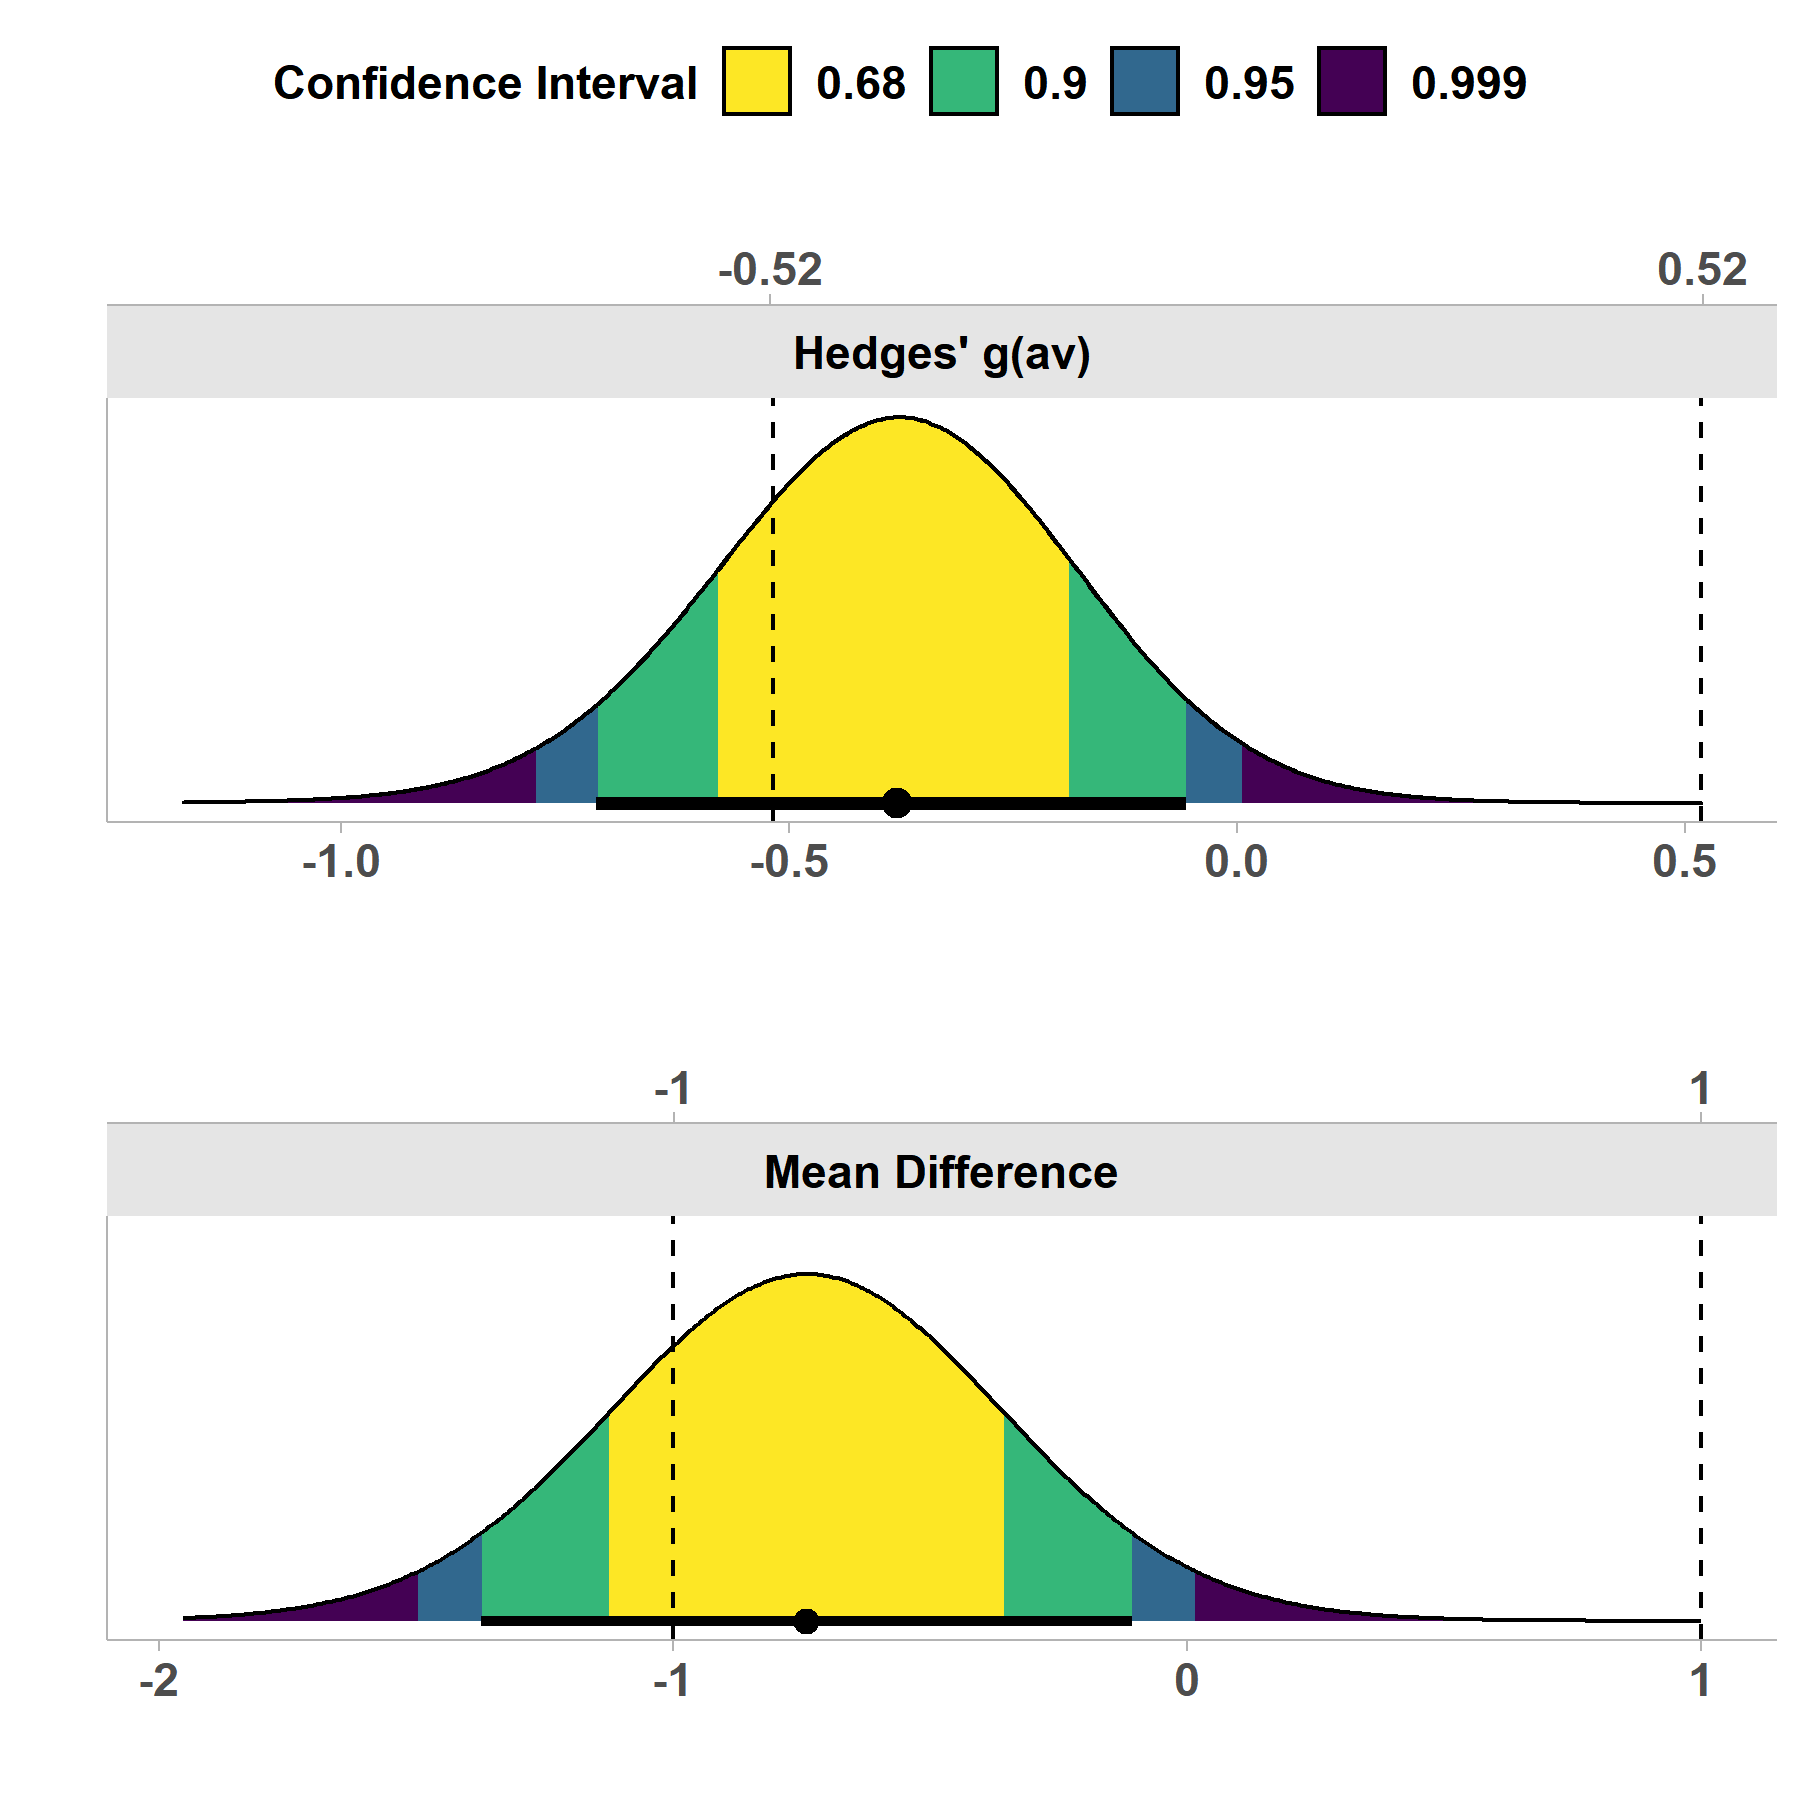 Confidence Interval 0.68 0.9 0.95 0.999
-0.52 0.52
Hedges' g(av)
-1.0 -0.5 0.0 0.5
-1 1
Mean Difference
-2 -1 0 1